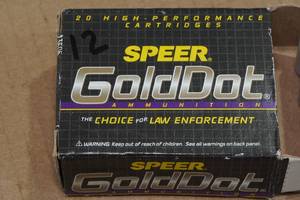 20 HIGH-PERFORMANCE
CARTRIDGES
12
SPEER®
GoldDot®
AMMUNITION
THE CHOICE FOR LAW ENFORCEMENT
⚠WARNING: Keep out of reach of children. See all warnings on back panel.
SPEER®
GoldDot®